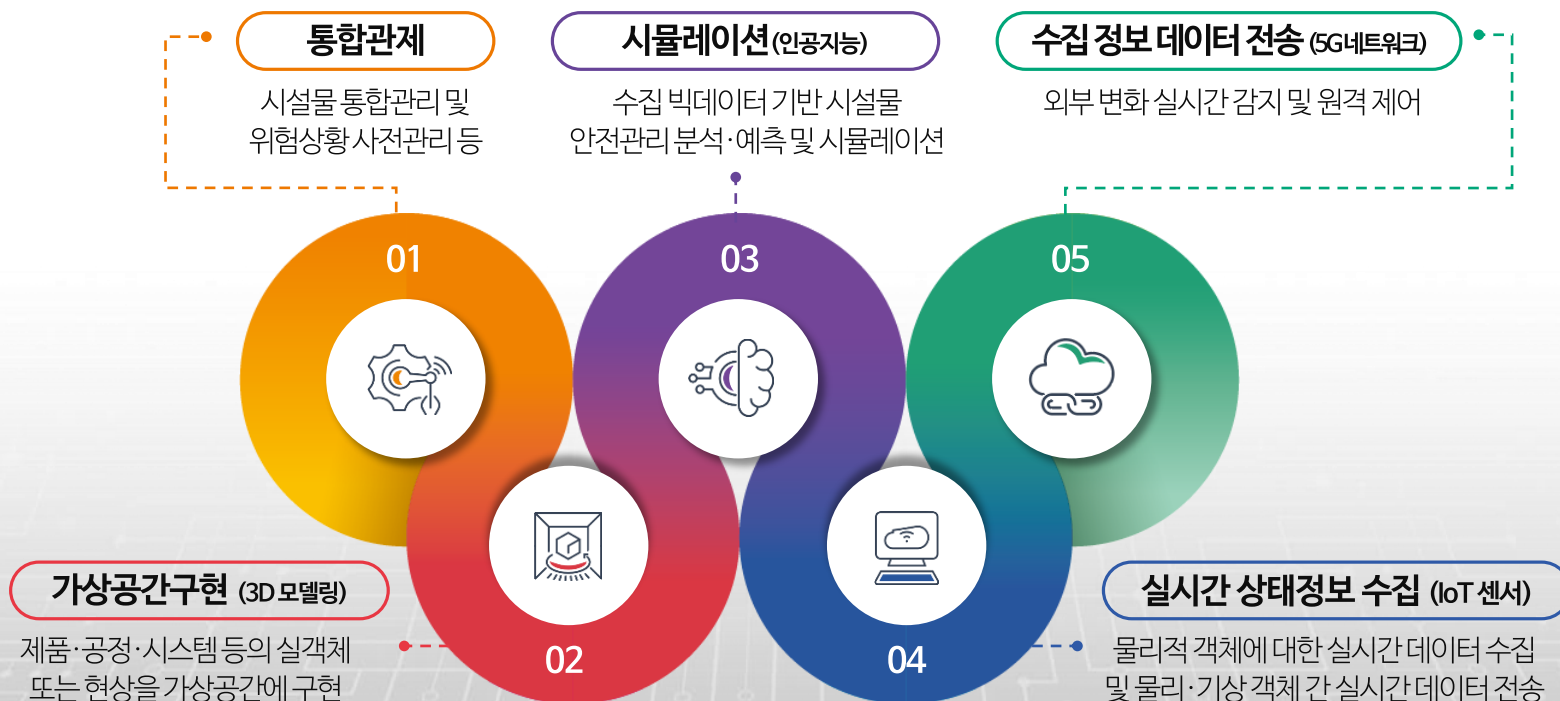 통합관제
시설물 통합관리 및
위험상황 사전관리 등
시뮬레이션(인공지능)
수집 빅데이터 기반 시설물
안전관리 분석·예측 및 시뮬레이션
수집 정보 데이터 전송 (5G네트워크)
외부 변화 실시간 감지 및 원격 제어
01
03
05
가상공간구현 (3D 모델링)
제품·공정·시스템 등의 실객체
또는 현상을 가상공간에 구현
02
04
실시간 상태정보 수집 (IoT 센서)
물리적 객체에 대한 실시간 데이터 수집
및 물리·기상 객체 간 실시간 데이터 전송